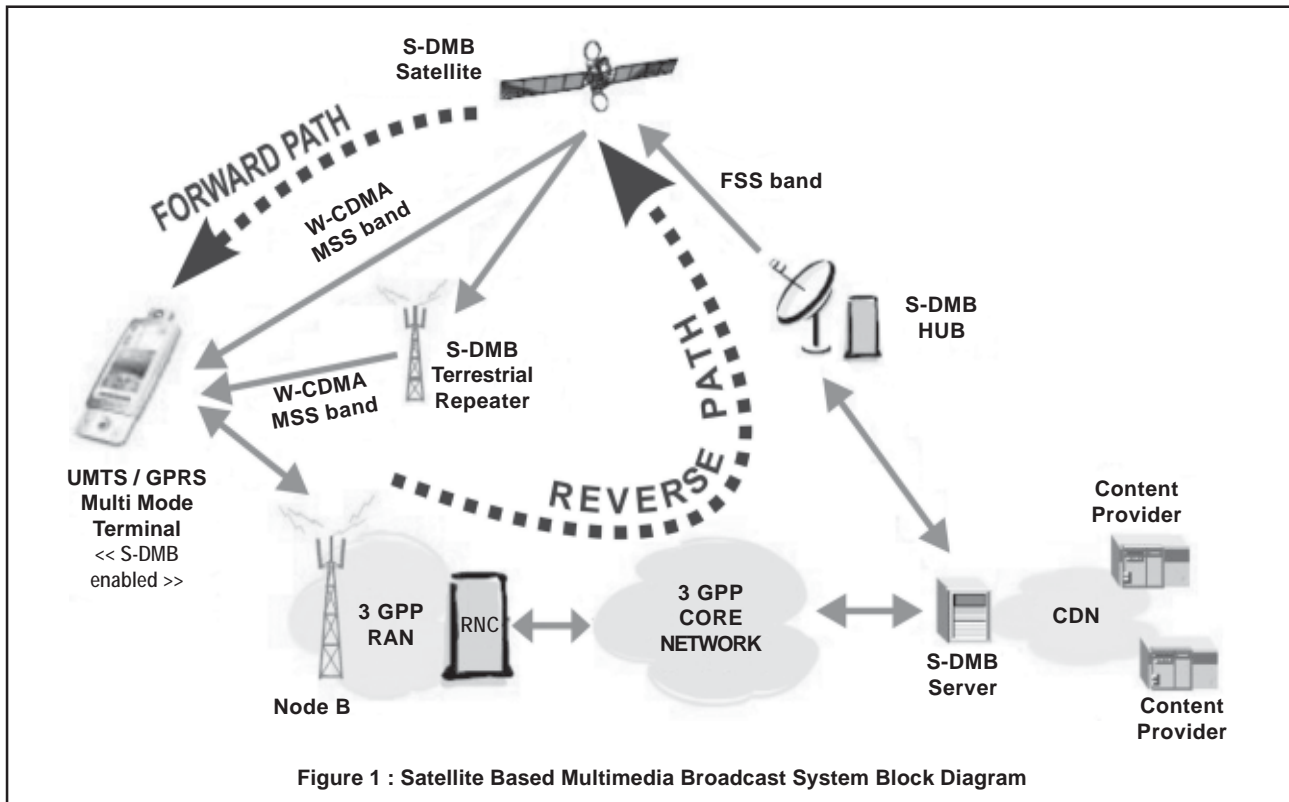 S-DMB
Satellite
FORWARD PATH
FSS band
W-CDMA
MSS band
S-DMB
HUB
REVERSE PATH
S-DMB
Terrestrial
Repeater
W-CDMA
MSS band
UMTS / GPRS
Multi Mode
Terminal
<< S-DMB
enabled >>
Content
Provider
3 GPP
RAN
RNC
3 GPP
CORE
NETWORK
CDN
S-DMB
Server
Node B
Content
Provider
Figure 1 : Satellite Based Multimedia Broadcast System Block Diagram